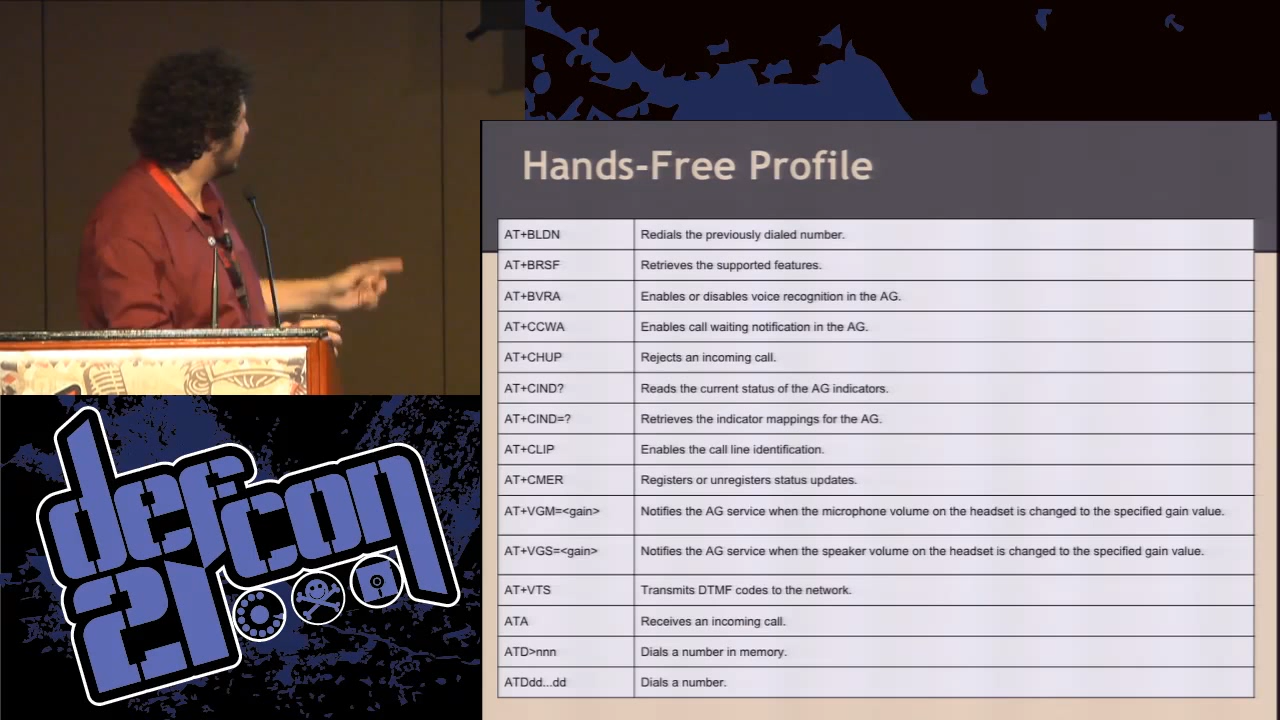 Hands-Free Profile
AT+BLDN Redials the previously dialed number.
AT+BRSF Retrieves the supported features.
AT+BVRA Enables or disables voice recognition in the AG.
AT+CCWA Enables call waiting notification in the AG.
AT+CHUP Rejects an incoming call.
AT+CIND? Reads the current status of the AG indicators.
AT+CIND=? Retrieves the indicator mappings for the AG.
AT+CLIP Enables the call line identification.
AT+CMER Registers or unregisters status updates.
AT+VGM=<gain> Notifies the AG service when the microphone volume on the headset is changed to the specified gain value.
AT+VGS=<gain> Notifies the AG service when the speaker volume on the headset is changed to the specified gain value.
AT+VTS Transmits DTMF codes to the network.
ATA Receives an incoming call.
ATD>nnn Dials a number in memory.
ATDdd...dd Dials a number.
defcon
21